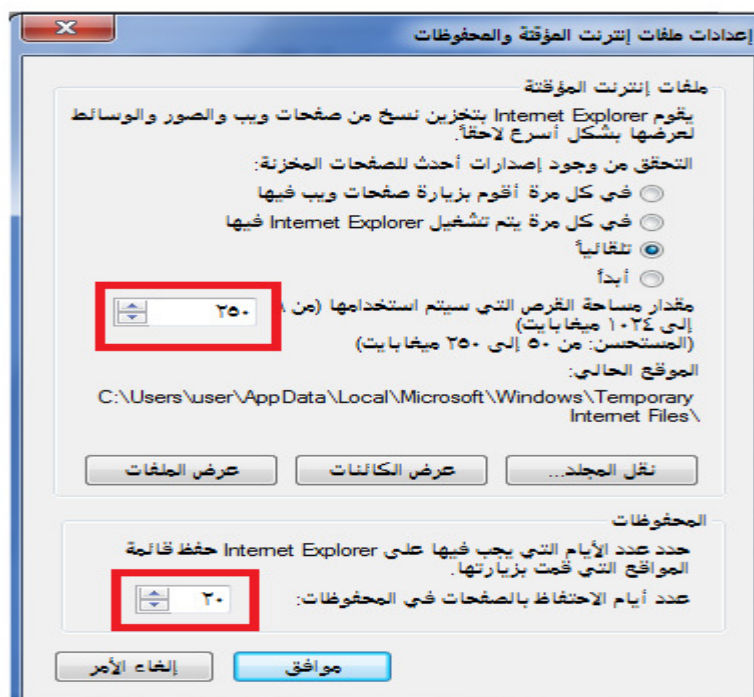 إعدادات ملفات إنترنت المؤقتة والمحفوظات
ملفات إنترنت المؤقتة
يقوم Internet Explorer بتخزين نسخ من صفحات ويب والصور والوسائط
لعرضها بشكل أسرع لاحقاً.
التحقق من وجود إصدارات أحدث للصفحات المخزنة:
في كل مرة أقوم بزيارة صفحات ويب فيها
في كل مرة يتم تشغيل Internet Explorer فيها
تلقائياً
أبداً
مقدار مساحة القرص التي سيتم استخدامها (من ٨
٢٥٠
إلى ١٠٢٤ ميغابايت)
(المستحسن: من ٥٠ إلى ٢٥٠ ميغابايت)
الموقع الحالي:
C:\Users\user\AppData\Local\Microsoft\Windows\Temporary
Internet Files\
نقل المجلد... عرض الكائنات عرض الملفات
المحفوظات
حدد عدد الأيام التي يجب فيها على Internet Explorer حفظ قائمة
المواقع التي قمت بزيارتها.
عدد أيام الاحتفاظ بالصفحات في المحفوظات: ٢٠
موافق إلغاء الأمر